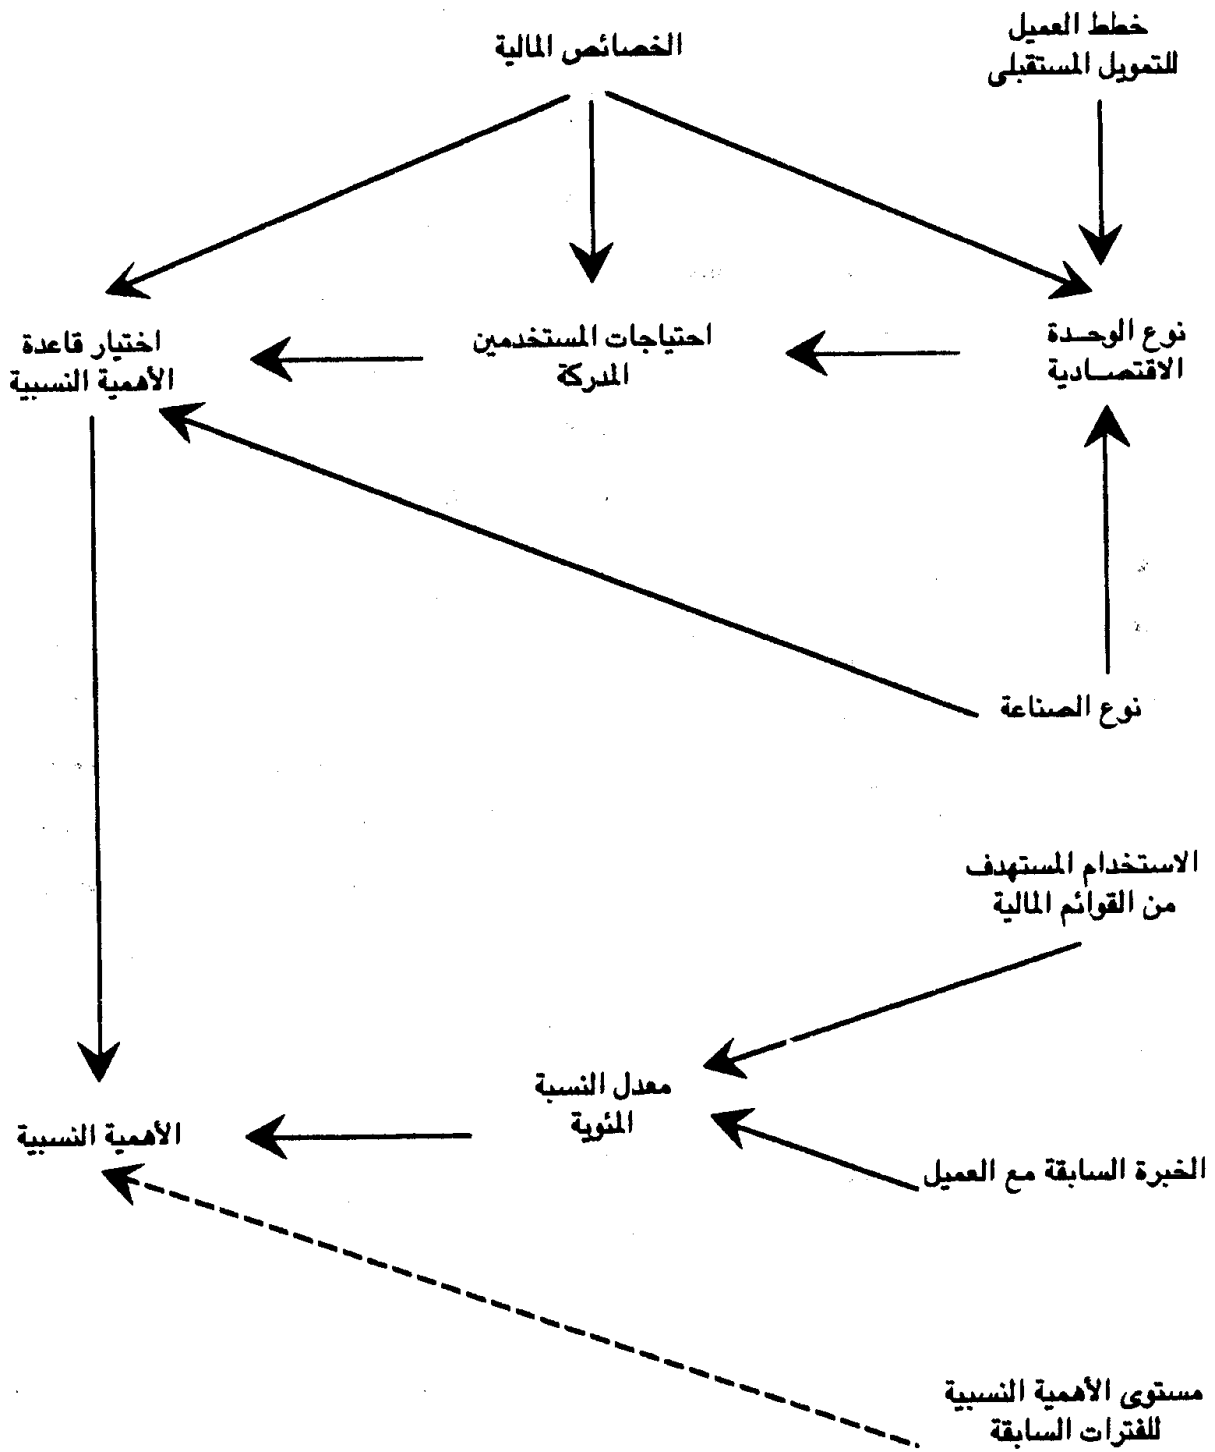 خطط العميل
للتمويل المستقبلى
الخصائص المالية
نوع الوحدة
الاقتصادية
احتياجات المستخدمين
المدركة
اختيار قاعدة
الأهمية النسبية
نوع الصناعة
الاستخدام المستهدف
من القوائم المالية
معدل النسبة
المئوية
الأهمية النسبية
الخبرة السابقة مع العميل
مستوى الأهمية النسبية
للفترات السابقة